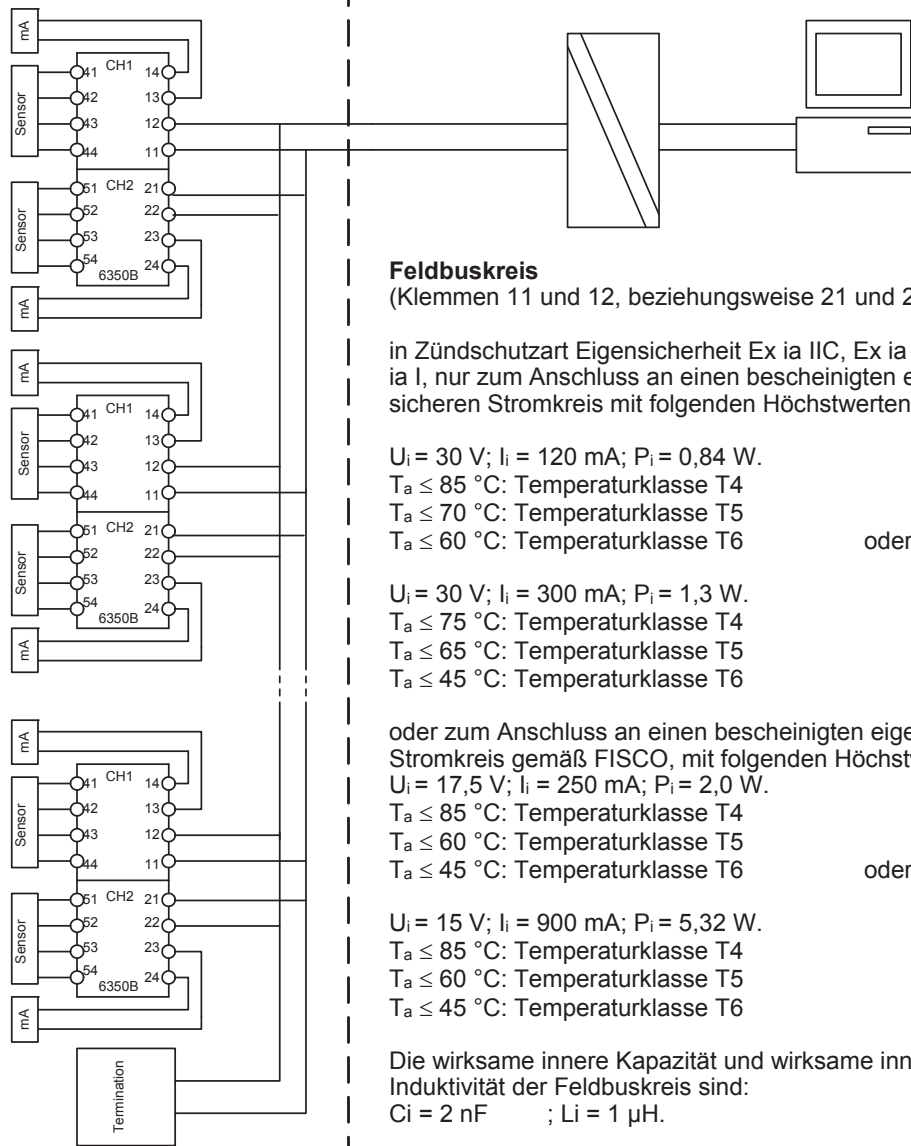 mA
Sensor
41 CH1 14
42 13
43 12
44 11
Sensor
51 CH2 21
52 22
53 23
54 24
6350B
mA
mA
Sensor
41 CH1 14
42 13
43 12
44 11
Sensor
51 CH2 21
52 22
53 23
54 24
6350B
mA
mA
Sensor
41 CH1 14
42 13
43 12
44 11
Sensor
51 CH2 21
52 22
53 23
54 24
6350B
mA
Termination
Feldbuskreis
(Klemmen 11 und 12, beziehungsweise 21 und 2
in Zündschutzart Eigensicherheit Ex ia IIC, Ex ia
ia I, nur zum Anschluss an einen bescheinigten e
sicheren Stromkreis mit folgenden Höchstwerten
Ui = 30 V; Ii = 120 mA; Pi = 0,84 W.
Ta ≤ 85 °C: Temperaturklasse T4
Ta ≤ 70 °C: Temperaturklasse T5
Ta ≤ 60 °C: Temperaturklasse T6 oder
Ui = 30 V; Ii = 300 mA; Pi = 1,3 W.
Ta ≤ 75 °C: Temperaturklasse T4
Ta ≤ 65 °C: Temperaturklasse T5
Ta ≤ 45 °C: Temperaturklasse T6
oder zum Anschluss an einen bescheinigten eige
Stromkreis gemäß FISCO, mit folgenden Höchst
Ui = 17,5 V; Ii = 250 mA; Pi = 2,0 W.
Ta ≤ 85 °C: Temperaturklasse T4
Ta ≤ 60 °C: Temperaturklasse T5
Ta ≤ 45 °C: Temperaturklasse T6 oder
Ui = 15 V; Ii = 900 mA; Pi = 5,32 W.
Ta ≤ 85 °C: Temperaturklasse T4
Ta ≤ 60 °C: Temperaturklasse T5
Ta ≤ 45 °C: Temperaturklasse T6
Die wirksame innere Kapazität und wirksame inn
Induktivität der Feldbuskreis sind:
Ci = 2 nF ; Li = 1 µH.